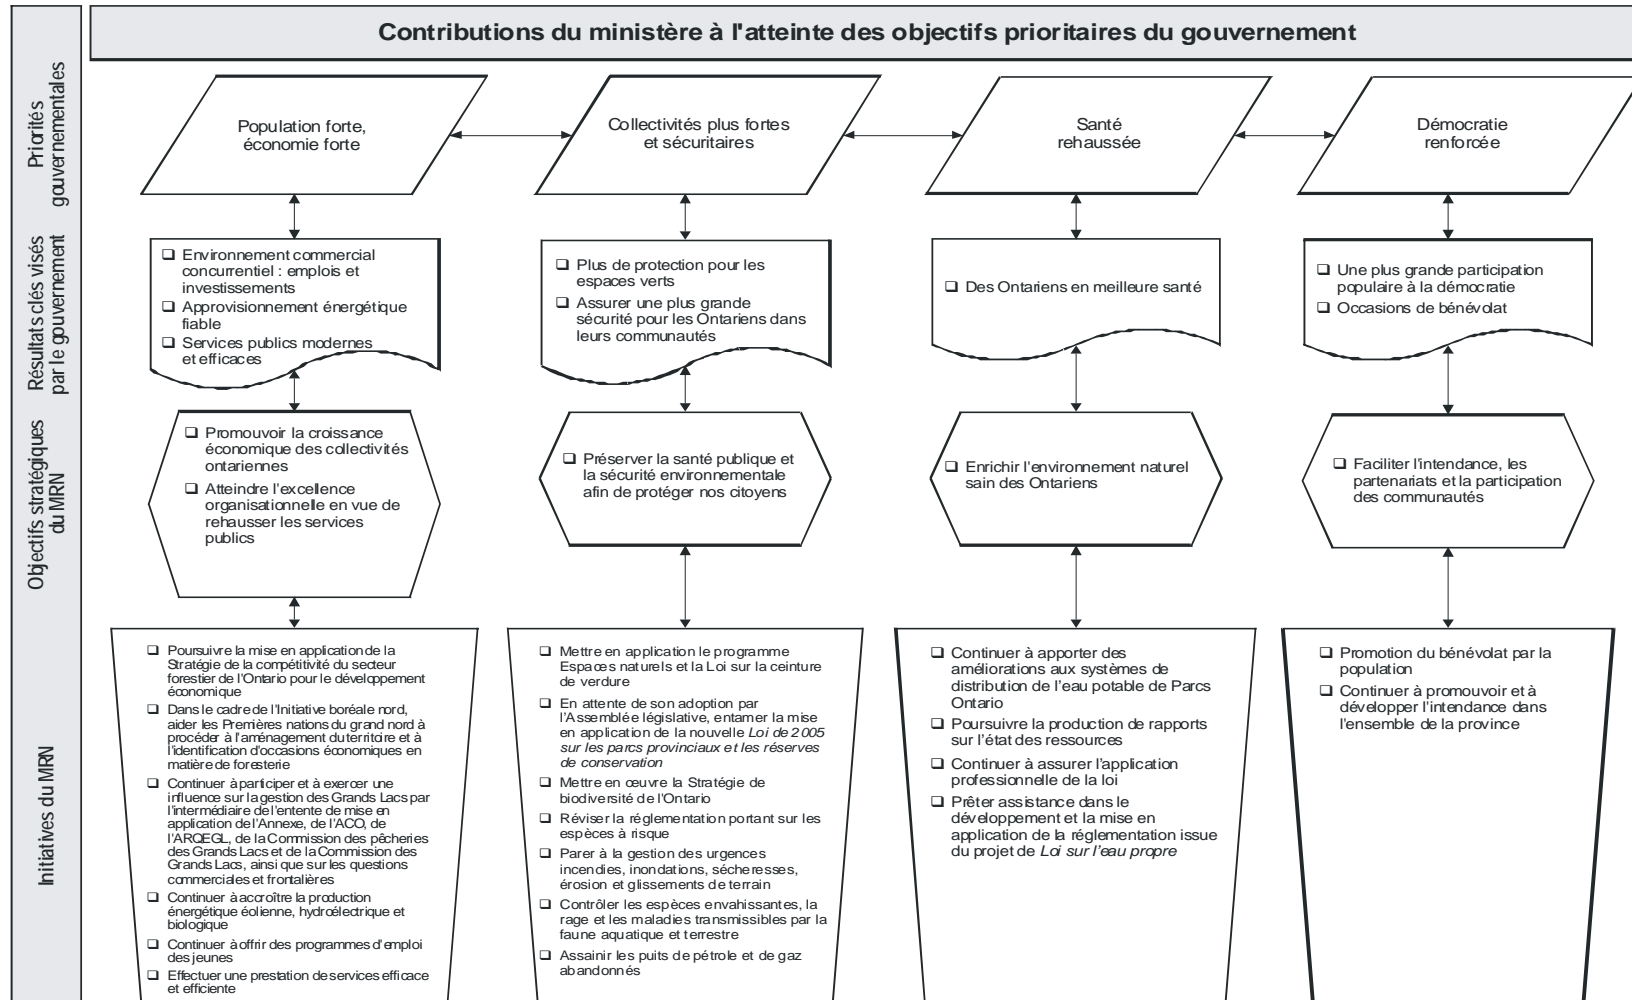 Contributions du ministère à l'atteinte des objectifs prioritaires du gouvernement
Priorités
gouvernementales
Population forte,
économie forte
Collectivités plus fortes
et sécuritaires
Santé
rehaussée
Démocratie
renforcée
Résultats clés visés
par le gouvernement
❑ Environnement commercial
concurrentiel : emplois et
investissements
❑ Approvisionnement énergétique
fiable
❑ Services publics modernes
et efficaces
❑ Plus de protection pour les
espaces verts
❑ Assurer une plus grande
sécurité pour les Ontariens dans
leurs communautés
❑ Des Ontariens en meilleure santé
❑ Une plus grande participation
populaire à la démocratie
❑ Occasions de bénévolat
Objectifs stratégiques
du MRN
❑ Promouvoir la croissance
économique des collectivités
ontariennes
❑ Atteindre l'excellence
organisationnelle en vue de
rehausser les services
publics
❑ Préserver la santé publique et
la sécurité environnementale
afin de protéger nos citoyens
❑ Enrichir l'environnement naturel
sain des Ontariens
❑ Faciliter l'intendance, les
partenariats et la participation
des communautés
Initiatives du MRN
❑ Poursuivre la mise en application de la
Stratégie de la compétitivité du secteur
forestier de l'Ontario pour le développement
économique
❑ Dans le cadre de l'Initiative boréale nord,
aider les Premières nations du grand nord à
procéder à l'aménagement du territoire et à
l'identification d'occasions économiques en
matière de foresterie
❑ Continuer à participer et à exercer une
influence sur la gestion des Grands Lacs par
l'intermédiaire de l'entente de mise en
application de l'Annexe, de l'ACO, de
l'ARQEGL, de la Commission des pêcheries
des Grands Lacs et de la Commission des
Grands Lacs, ainsi que sur les questions
commerciales et frontalières
❑ Continuer à accroître la production
énergétique éolienne, hydroélectrique et
biologique
❑ Continuer à offrir des programmes d'emploi
des jeunes
❑ Effectuer une prestation de services efficace
et efficiente
❑ Mettre en application le programme
Espaces naturels et la Loi sur la ceinture
de verdure
❑ En attente de son adoption par
l'Assemblée législative, entamer la mise
en application de la nouvelle Loi de 2005
sur les parcs provinciaux et les réserves
de conservation
❑ Mettre en œuvre la Stratégie de
biodiversité de l'Ontario
❑ Réviser la réglementation portant sur les
espèces à risque
❑ Parer à la gestion des urgences
incendies, inondations, sécheresses,
érosion et glissements de terrain
❑ Contrôler les espèces envahissantes, la
rage et les maladies transmissibles par la
faune aquatique et terrestre
❑ Assainir les puits de pétrole et de gaz
abandonnés
❑ Continuer à apporter des
améliorations aux systèmes de
distribution de l'eau potable de Parcs
Ontario
❑ Poursuivre la production de rapports
sur l'état des ressources
❑ Continuer à assurer l'application
professionnelle de la loi
❑ Prêter assistance dans le
développement et la mise en
application de la réglementation issue
du projet de Loi sur l'eau propre
❑ Promotion du bénévolat par la
population
❑ Continuer à promouvoir et à
développer l'intendance dans
l'ensemble de la province